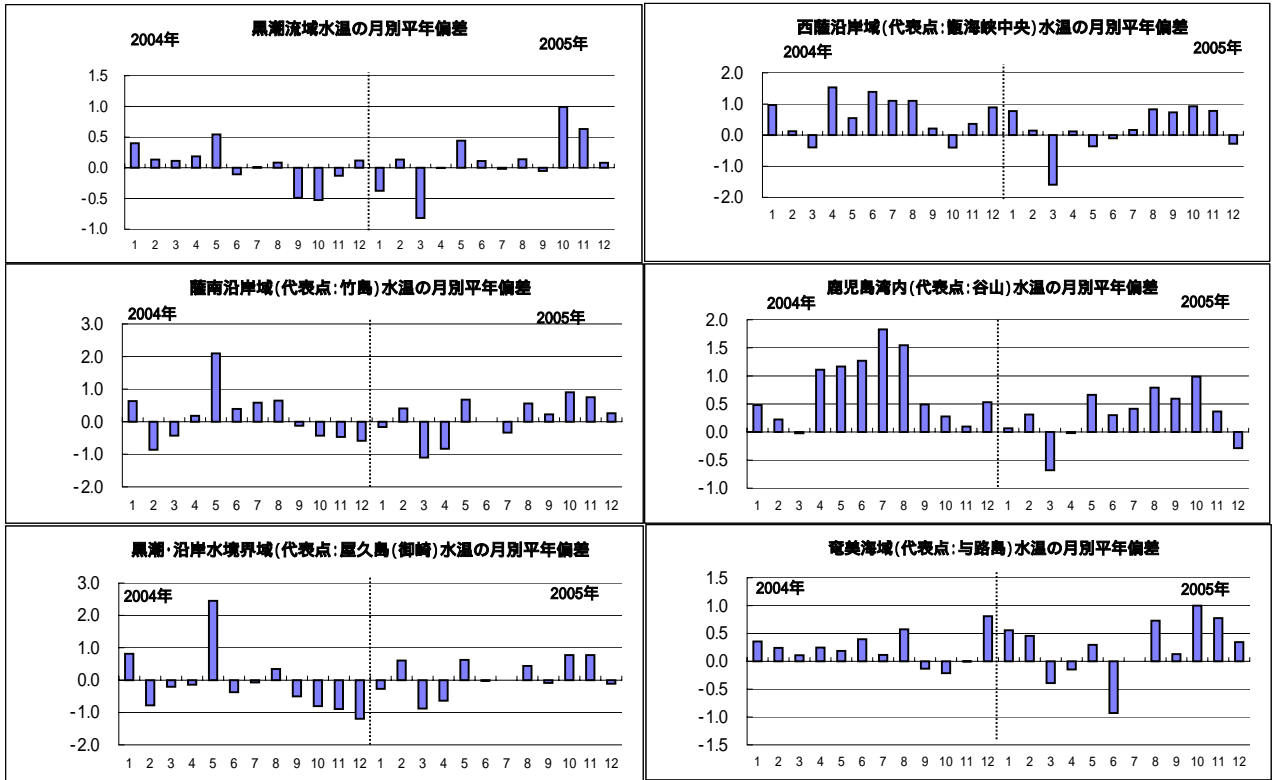 黒潮流域水温の月別平年偏差
2004年
2005年
1.5
1.0
0.5
0.0
-0.5
-1.0
1 2 3 4 5 6 7 8 9 10 11 12 1 2 3 4 5 6 7 8 9 10 11 12
西薩沿岸域(代表点:甑海峡中央)水温の月別平年偏差
2004年
2005年
2.0
1.0
0.0
-1.0
-2.0
1 2 3 4 5 6 7 8 9 10 11 12 1 2 3 4 5 6 7 8 9 10 11 12
薩南沿岸域(代表点:竹島)水温の月別平年偏差
2004年
2005年
3.0
2.0
1.0
0.0
-1.0
-2.0
1 2 3 4 5 6 7 8 9 10 11 12 1 2 3 4 5 6 7 8 9 10 11 12
鹿児島湾内(代表点:谷山)水温の月別平年偏差
2004年
2005年
2.0
1.5
1.0
0.5
0.0
-0.5
-1.0
1 2 3 4 5 6 7 8 9 10 11 12 1 2 3 4 5 6 7 8 9 10 11 12
黒潮・沿岸水境界域(代表点:屋久島(御崎)水温の月別平年偏差
2004年
2005年
3.0
2.0
1.0
0.0
-1.0
-2.0
1 2 3 4 5 6 7 8 9 10 11 12 1 2 3 4 5 6 7 8 9 10 11 12
奄美海域(代表点:与路島)水温の月別平年偏差
2004年
2005年
1.5
1.0
0.5
0.0
-0.5
-1.0
-1.5
1 2 3 4 5 6 7 8 9 10 11 12 1 2 3 4 5 6 7 8 9 10 11 12